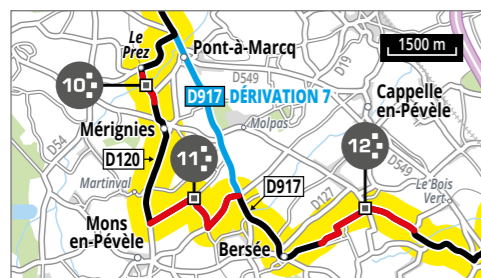 Le
Prez
Pont-à-Marcq
1500 m
D549
D19
10
D917 DÉRIVATION 7
Cappelle
en-Pévèle
Mérignies
Molpas
D54
11
12
D120
D549
Martinval
D917
D127
Le Bois
Vert
Mons
en-Pévèle
Bersée